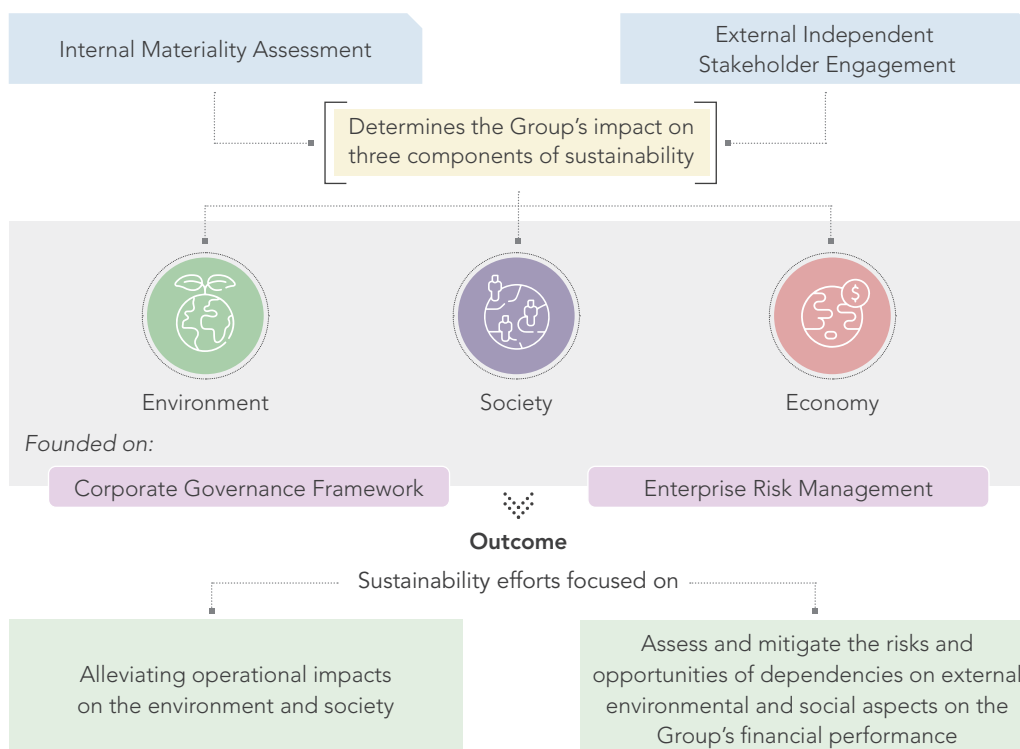 Internal Materiality Assessment
External Independent
Stakeholder Engagement
Determines the Group’s impact on
three components of sustainability
$
Environment
Society
Economy
Founded on:
Corporate Governance Framework
Enterprise Risk Management
Outcome
Sustainability efforts focused on
Alleviating operational impacts
on the environment and society
Assess and mitigate the risks and
opportunities of dependencies on external
environmental and social aspects on the
Group’s financial performance